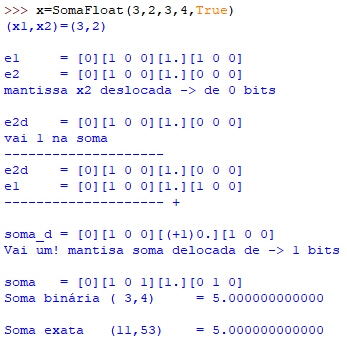 >>> x=SomaFloat(3,2,3,4,True)
(x1,x2)=(3,2)
e1     = [0][1 0 0][1.][1 0 0]
e2     = [0][1 0 0][1.][0 0 0]
mantissa x2 deslocada -> de 0 bits
e2d    = [0][1 0 0][1.][0 0 0]
vai 1 na soma
--------------------
e2d    = [0][1 0 0][1.][0 0 0]
e1     = [0][1 0 0][1.][1 0 0]
-------------------- +
soma_d = [0][1 0 0][(+1)0.][1 0 0]
Vai um! mantisa soma delocada de -> 1 bits
soma   = [0][1 0 1][1.][0 1 0]
Soma binária ( 3,4)     = 5.000000000000
Soma exata   (11,53)    = 5.000000000000